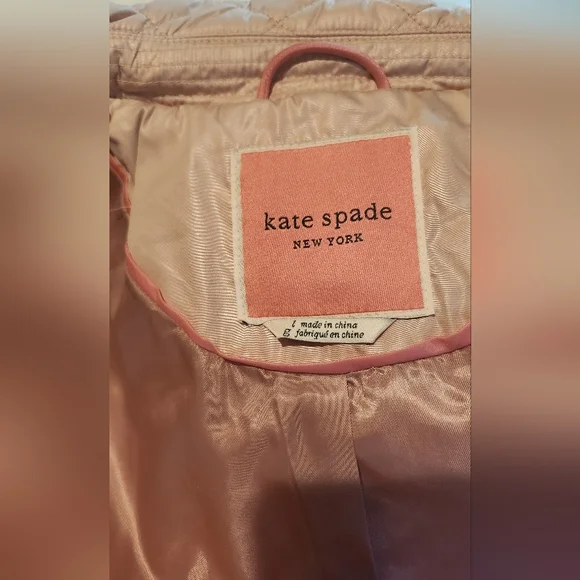 kate spade
NEW YORK
l made in china
g fabriqué en chine